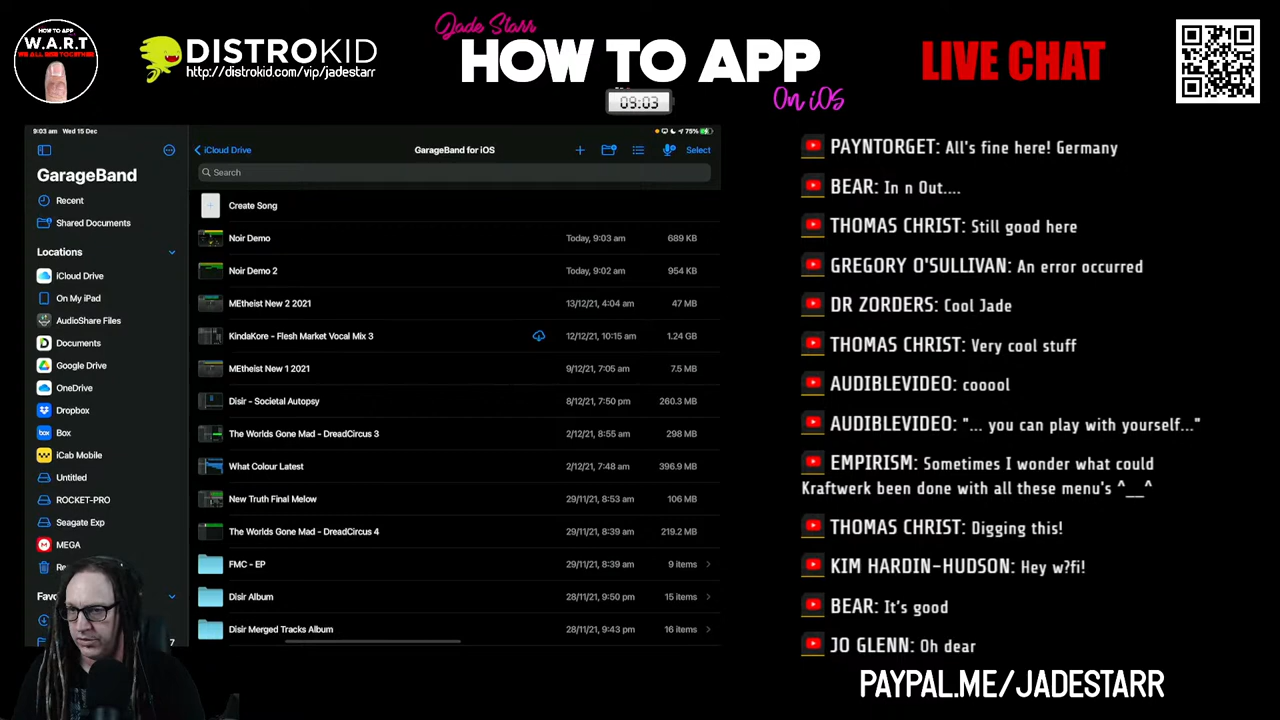 HOW TO APP
W.A.R.T
WE ALL RISE TOGETHER
DISTROKID
http://distrokid.com/vip/jadestarr
Jade Starr
HOW TO APP
On iOS
09:03
LIVE CHAT
9:03 am Wed 15 Dec
75%
GarageBand
Recent
Shared Documents
Locations
iCloud Drive
On My iPad
AudioShare Files
Documents
Google Drive
OneDrive
Dropbox
Box
iCab Mobile
Untitled
ROCKET-PRO
Seagate Exp
MEGA
Favo
7
iCloud Drive
GarageBand for iOS
Select
Search
Create Song
Noir Demo Today, 9:03 am 689 KB
Noir Demo 2 Today, 9:02 am 954 KB
MEtheist New 2 2021 13/12/21, 4:04 am 47 MB
KindaKore - Flesh Market Vocal Mix 3 12/12/21, 10:15 am 1.24 GB
MEtheist New 1 2021 9/12/21, 7:05 am 7.5 MB
Disir - Societal Autopsy 8/12/21, 7:50 pm 260.3 MB
The Worlds Gone Mad - DreadCircus 3 2/12/21, 8:55 am 298 MB
What Colour Latest 2/12/21, 7:48 am 396.9 MB
New Truth Final Melow 29/11/21, 8:53 am 106 MB
The Worlds Gone Mad - DreadCircus 4 29/11/21, 8:39 am 219.2 MB
FMC - EP 29/11/21, 8:39 am 9 items
Disir Album 28/11/21, 9:50 pm 15 items
Disir Merged Tracks Album 28/11/21, 9:43 pm 16 items
PAYNTORGET: All's fine here! Germany
BEAR: In n Out....
THOMAS CHRIST: Still good here
GREGORY O'SULLIVAN: An error occurred
DR ZORDERS: Cool Jade
THOMAS CHRIST: Very cool stuff
AUDIBLEVIDEO: cooool
AUDIBLEVIDEO: "... you can play with yourself..."
EMPIRISM: Sometimes I wonder what could
Kraftwerk been done with all these menu's ^__^
THOMAS CHRIST: Digging this!
KIM HARDIN-HUDSON: Hey w?fi!
BEAR: It's good
JO GLENN: Oh dear
PAYPAL.ME/JADESTARR